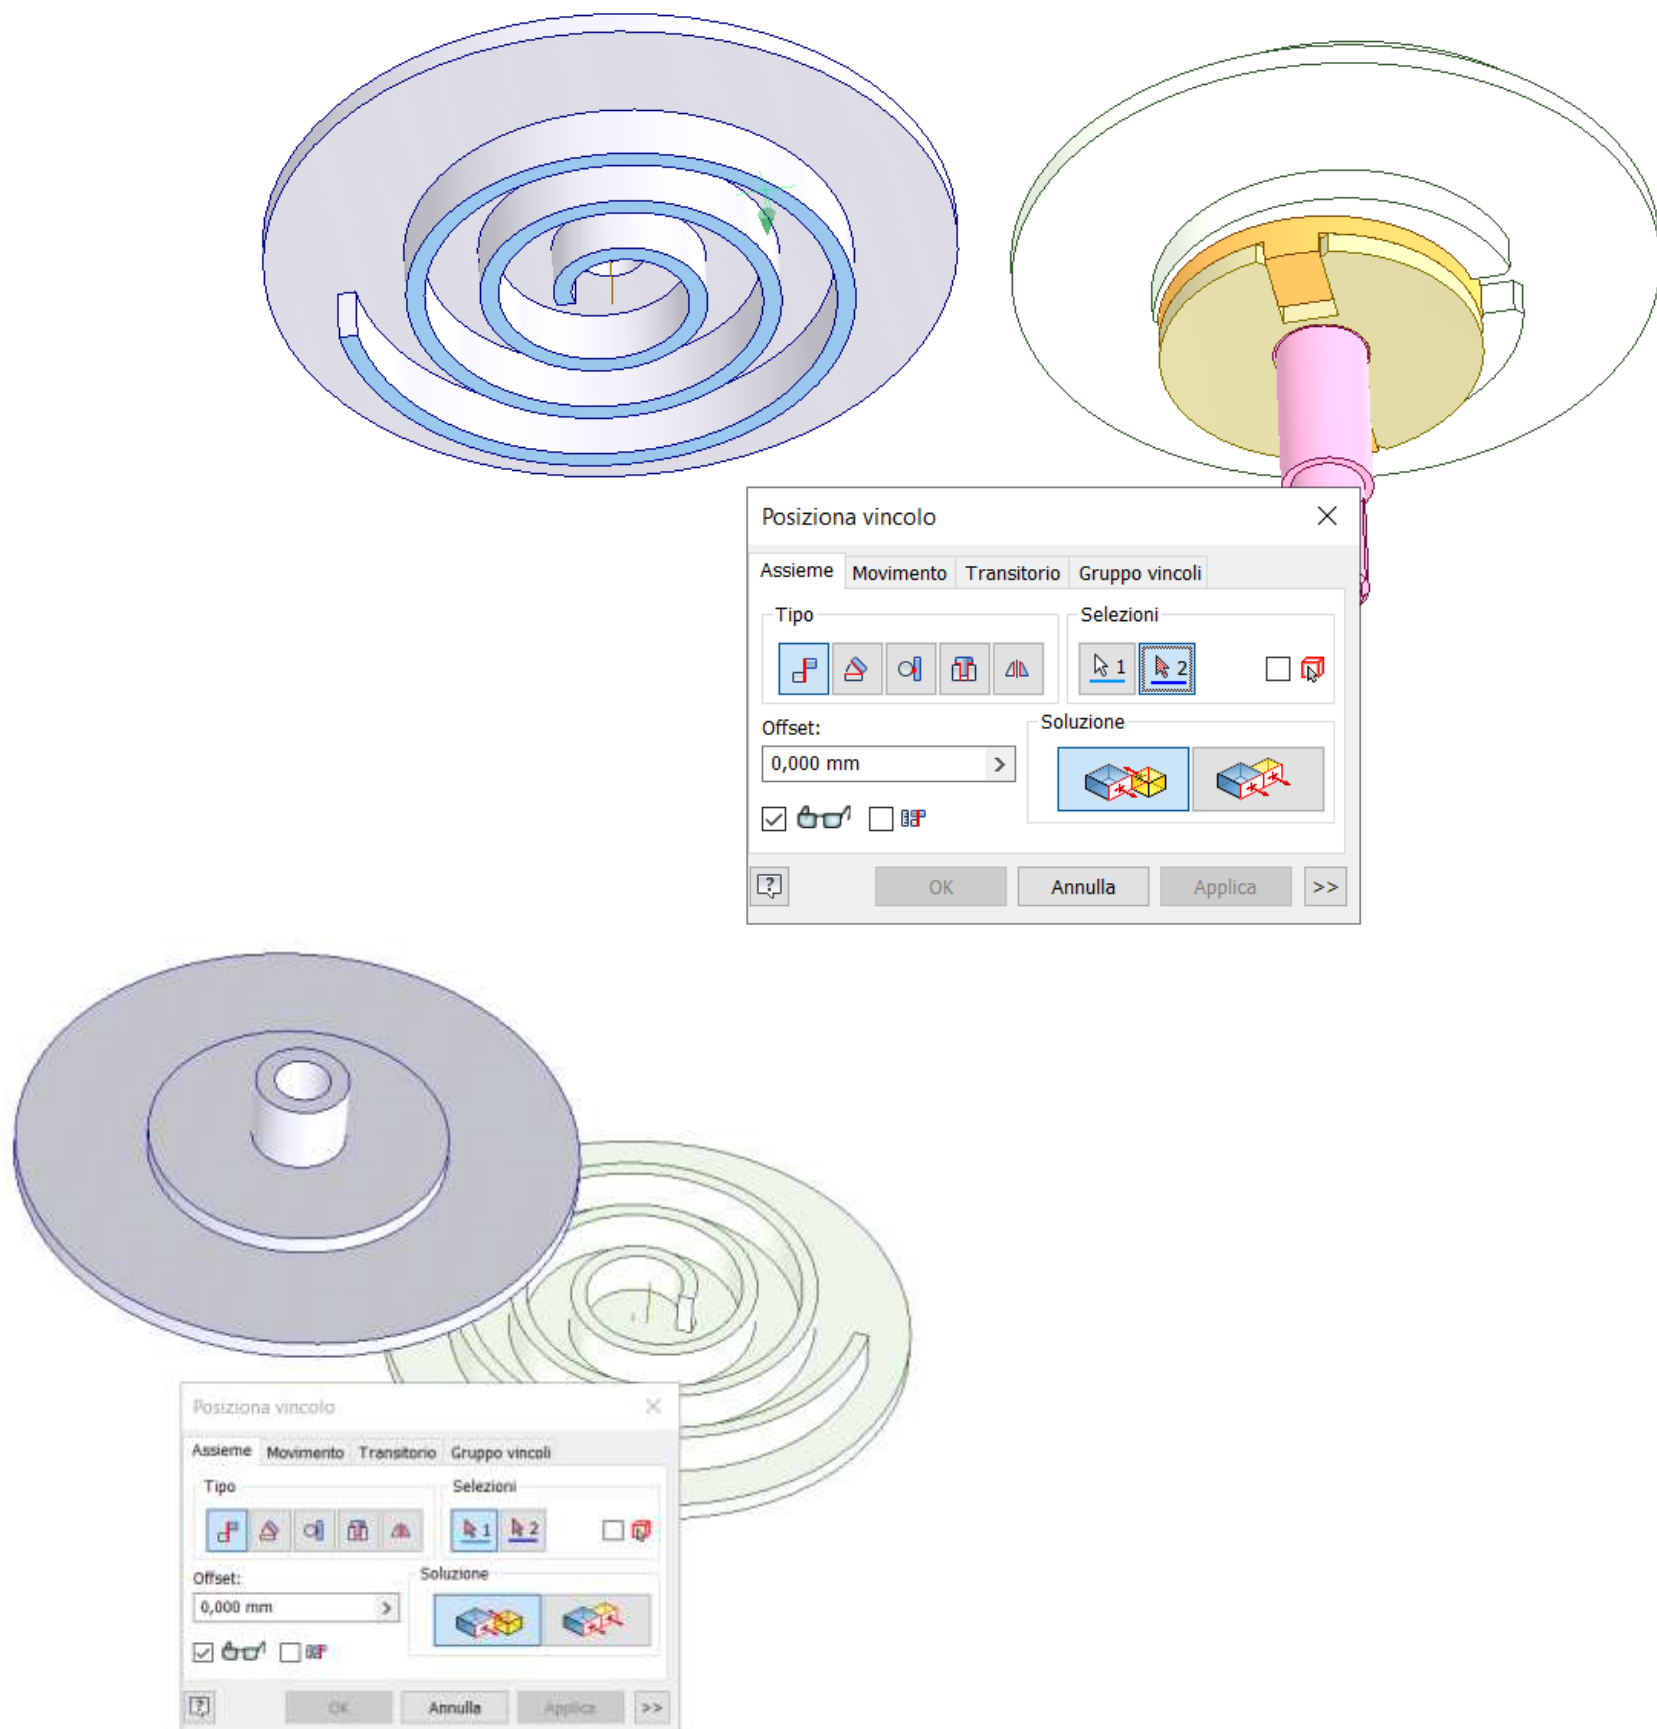 Posiziona vincolo
Assieme Movimento Transitorio Gruppo vincoli
Tipo Selezioni
1 2
Offset: Soluzione
0,000 mm >
?
OK Annulla Applica >>
Posiziona vincolo
Assieme Movimento Transitorio Gruppo vincoli
Tipo Selezioni
1 2
Offset: Soluzione
0,000 mm >
?
OK Annulla Applica >>